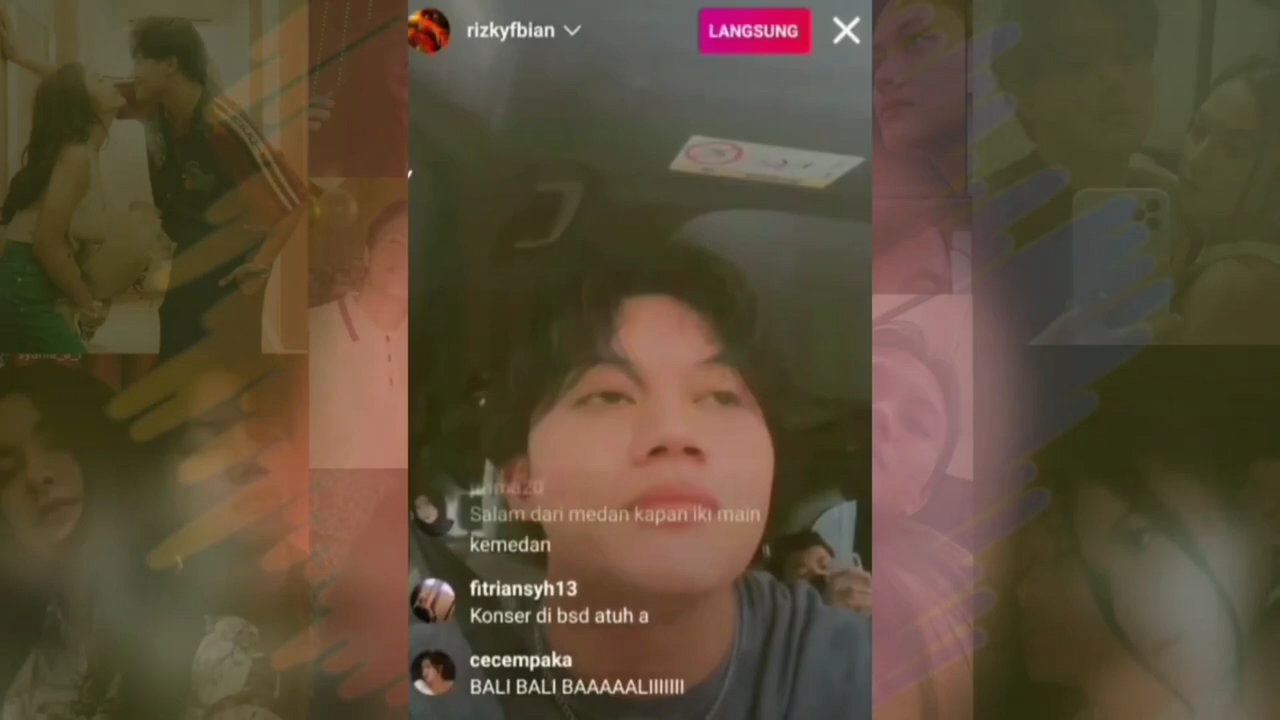 rizkyfbian
LANGSUNG
Salam dari medan kapan iki main
kemedan
fitriansyh13
Konser di bsd atuh a
cecempaka
BALI BALI BAAAAALIIIIIII